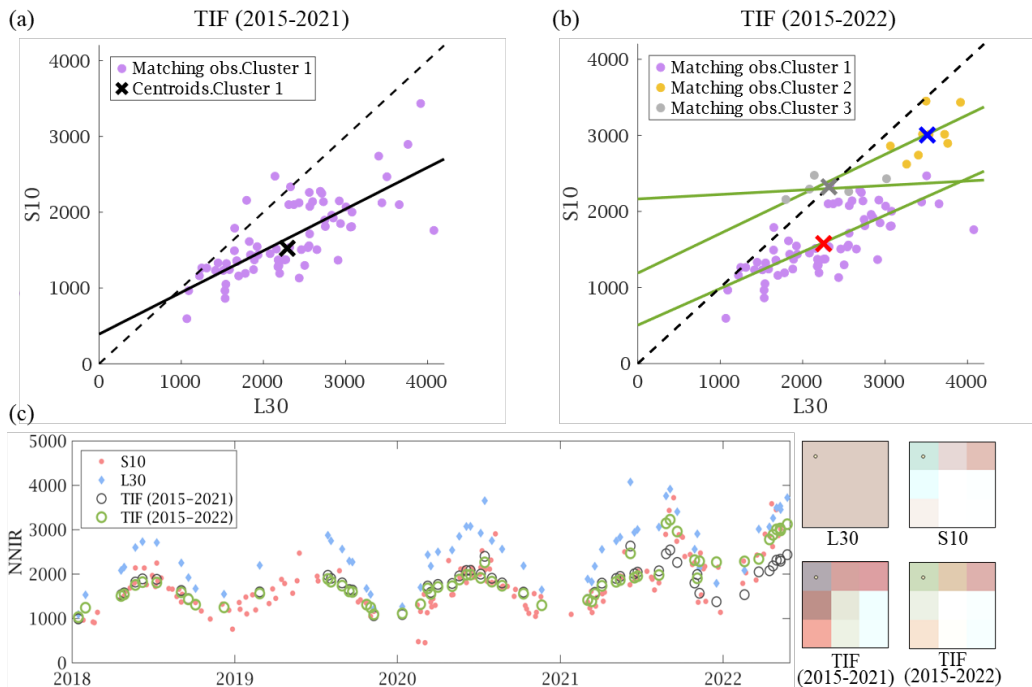 (a)
TIF (2015-2021)
4000
3000
2000
1000
0
S10
Matching obs.Cluster 1
Centroids.Cluster 1
0 1000 2000 3000 4000
L30
(b)
TIF (2015-2022)
4000
3000
2000
1000
0
S10
Matching obs.Cluster 1
Matching obs.Cluster 2
Matching obs.Cluster 3
0 1000 2000 3000 4000
L30
(c)
5000
4000
3000
2000
1000
0
NNIR
S10
L30
TIF (2015-2021)
TIF (2015-2022)
2018 2019 2020 2021 2022
L30
S10
TIF
(2015-2021)
TIF
(2015-2022)